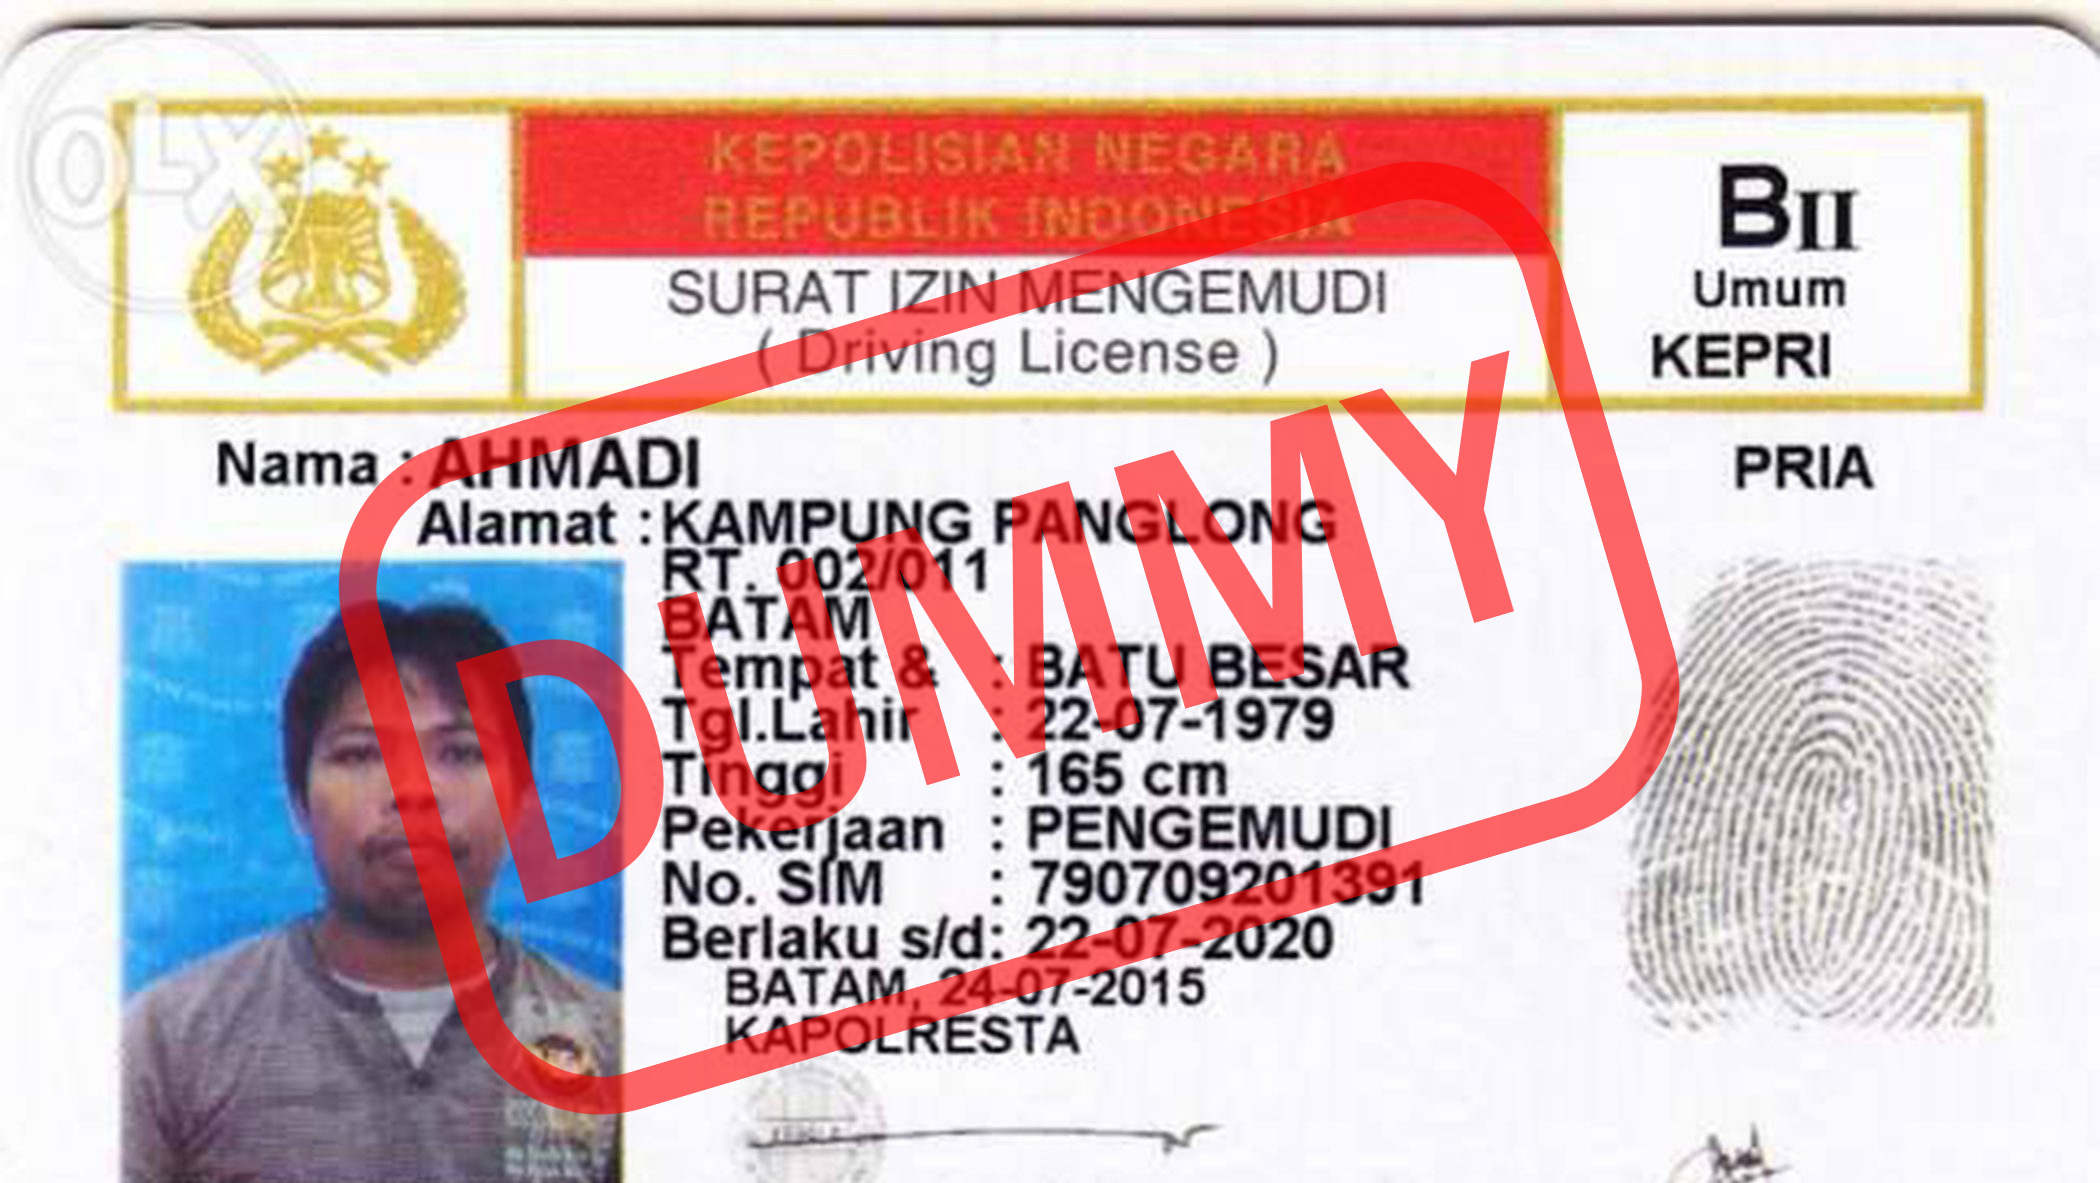 OLX
KEPOLISIAN NEGARA
REPUBLIK INDONESIA
SURAT IZIN MENGEMUDI
( Driving License )
BII
Umum
KEPRI
Nama : AHMADI
PRIA
Alamat : KAMPUNG PANGLONG
RT. 002/011
BATAM
Tempat & : BATU BESAR
Tgl.Lahir : 22-07-1979
Tinggi : 165 cm
Pekerjaan : PENGEMUDI
No. SIM : 790709201391
Berlaku s/d: 22-07-2020
BATAM, 24-07-2015
KAPOLRESTA
DUMMY